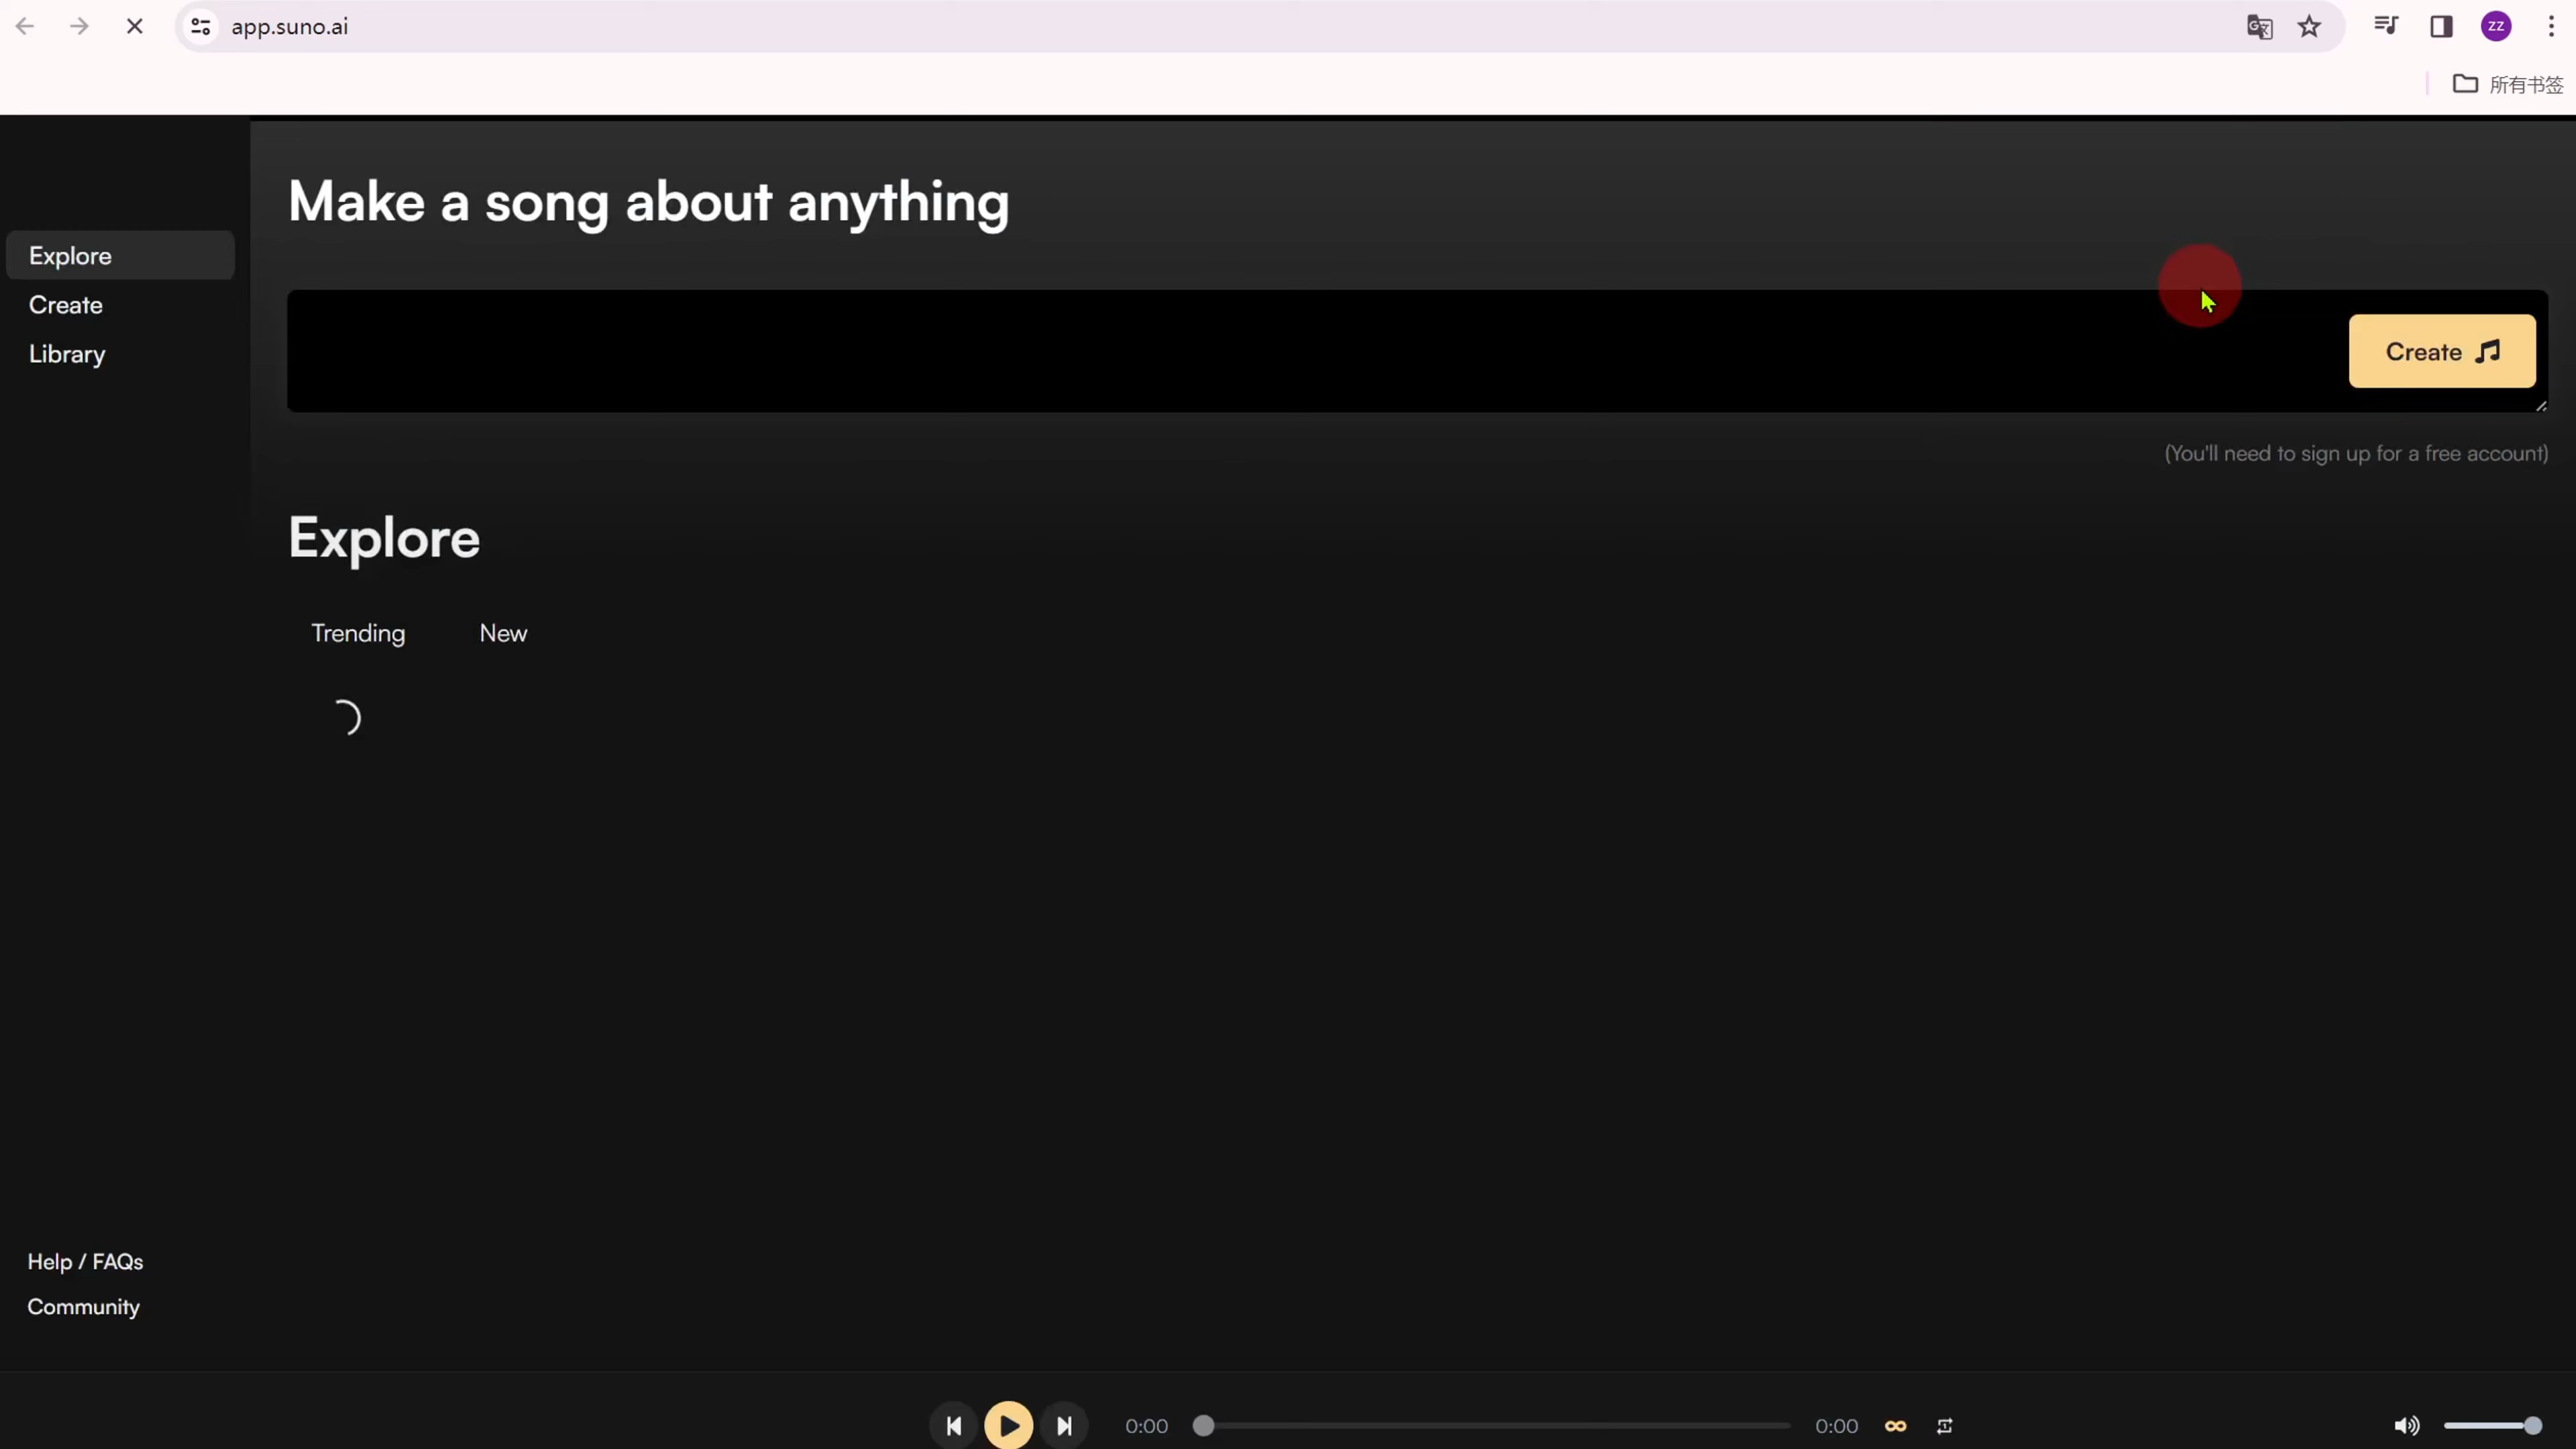 app.suno.ai
zz
所有书签
Make a song about anything
Explore
Create
Library
Create
(You'll need to sign up for a free account)
Explore
Trending New
Help / FAQs
Community
0:00 0:00